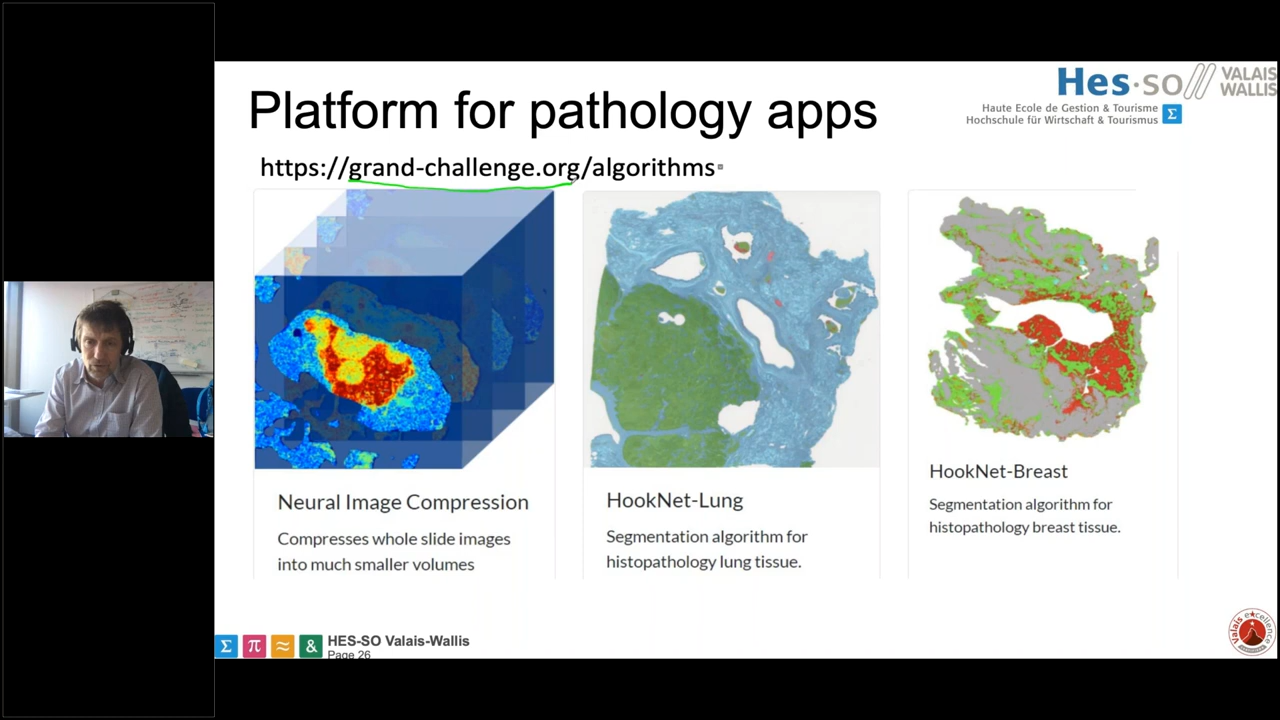 Platform for pathology apps
Hes·so
VALAIS
WALLIS
Haute Ecole de Gestion & Tourisme
Hochschule für Wirtschaft & Tourismus
Σ
https://grand-challenge.org/algorithms
Neural Image Compression
Compresses whole slide images
into much smaller volumes
HookNet-Lung
Segmentation algorithm for
histopathology lung tissue.
HookNet-Breast
Segmentation algorithm for
histopathology breast tissue.
Σ π ≈ &
HES-SO Valais-Wallis
Page 26
Valais excellence